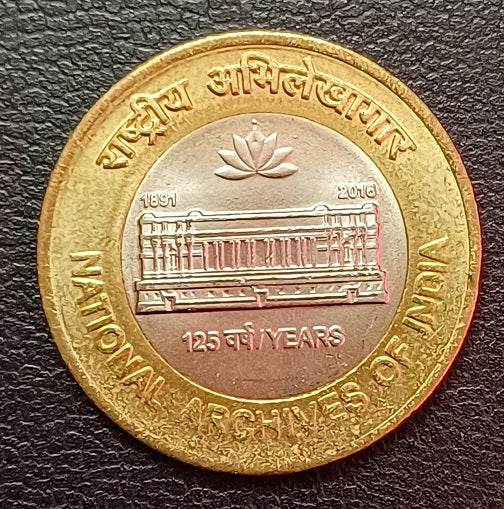 राष्ट्रीय अभिलेखागार
1891 2016
125 वर्ष/YEARS
NATIONAL ARCHIVES OF INDIA